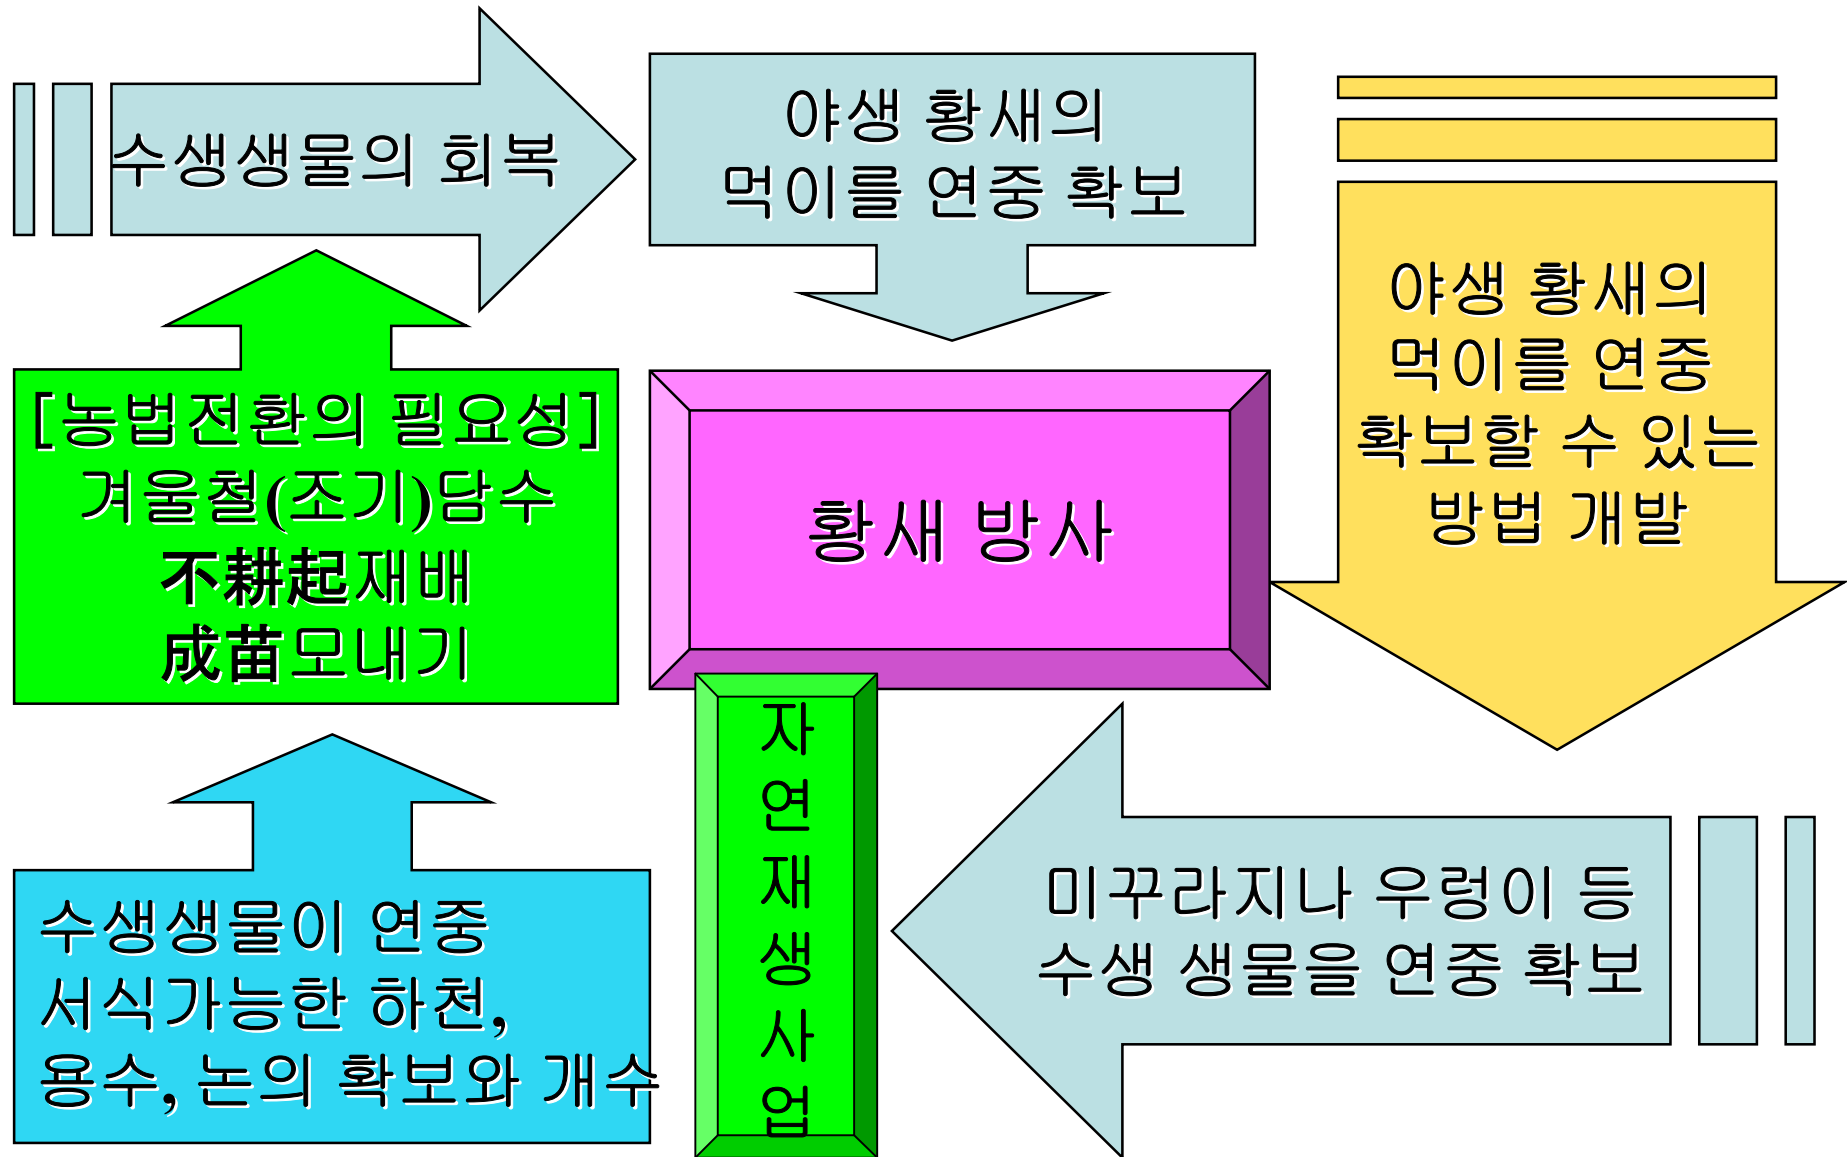 수생생물의 회복
야생 황새의
먹이를 연중 확보
야생 황새의
먹이를 연중
확보할 수 있는
방법 개발
[농법전환의 필요성]
겨울철(조기)담수
不耕起재배
成苗모내기
황새 방사
자
연
재
생
사
업
수생생물이 연중
서식가능한 하천,
용수, 논의 확보와 개수
미꾸라지나 우렁이 등
수생 생물을 연중 확보